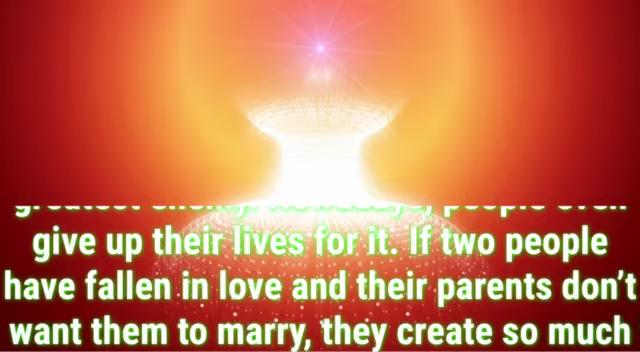 greatest enemy. Nowadays, people even
give up their lives for it. If two people
have fallen in love and their parents don’t
want them to marry, they create so much